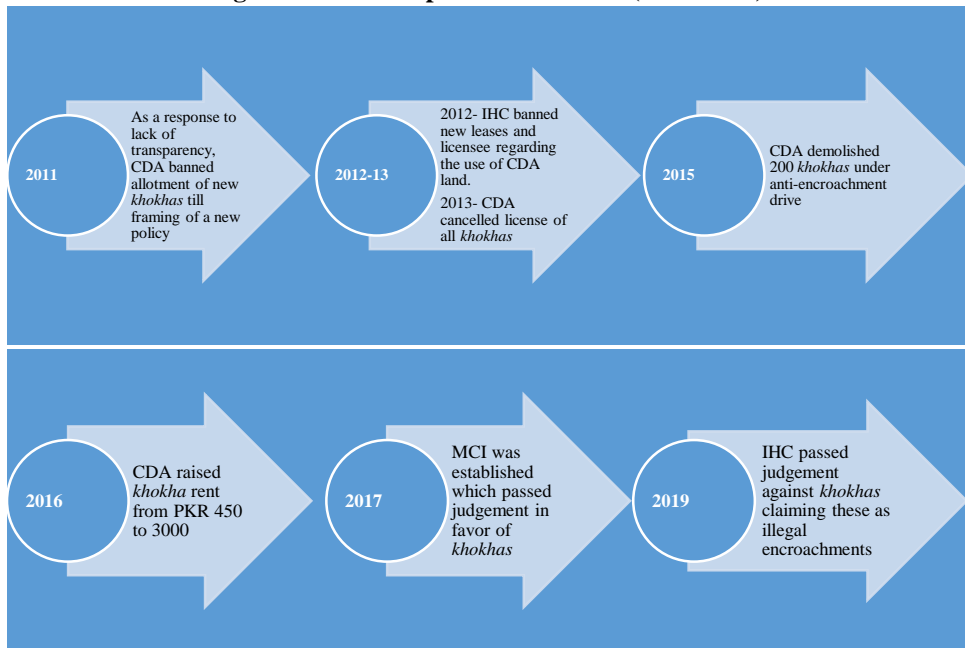 2011
As a response to
lack of
transparency,
CDA banned
allotment of new
khokhas till
framing of a new
policy
2012-13
2012- IHC banned
new leases and
licensee regarding
the use of CDA
land.
2013- CDA
cancelled license of
all khokhas
2015
CDA demolished
200 khokhas under
anti-encroachment
drive
2016
CDA raised
khokha rent
from PKR 450
to 3000
2017
MCI was
established
which passed
judgement in
favor of
khokhas
2019
IHC passed
judgement
against khokhas
claiming these as
illegal
encroachments